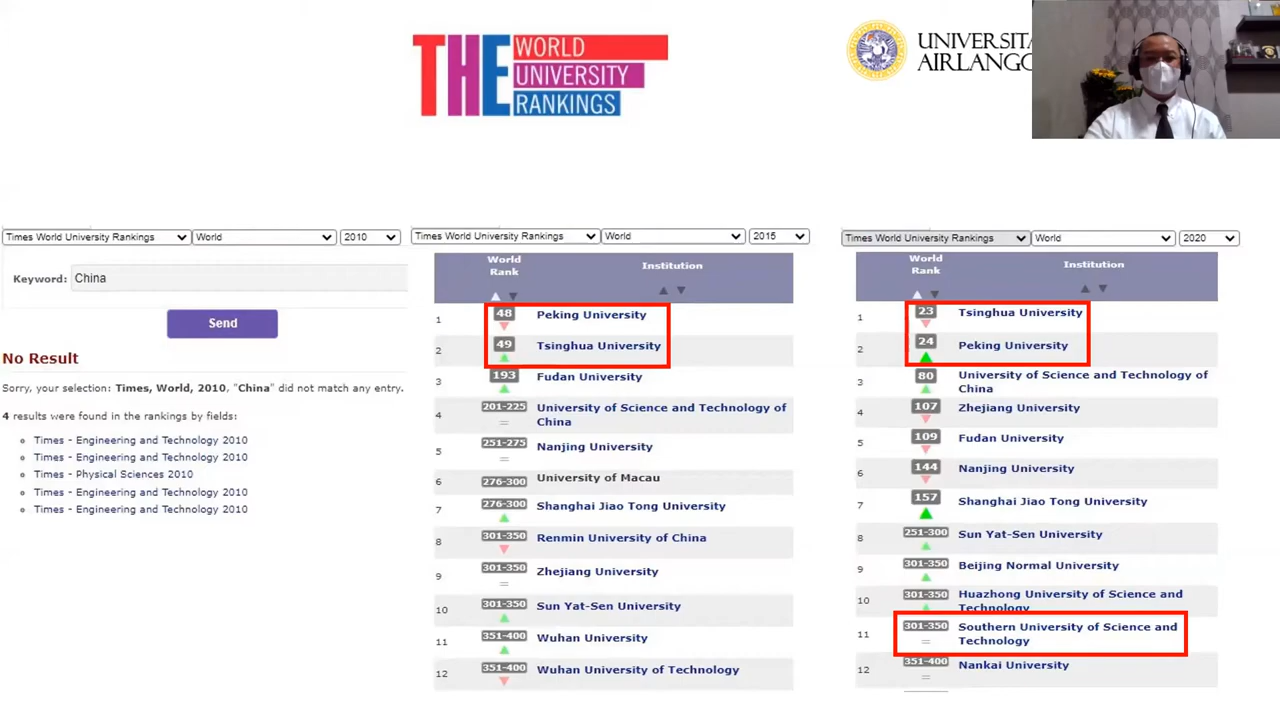 THE WORLD
UNIVERSITY
RANKINGS
UNIVERSITA
AIRLANGG
Times World University Rankings World 2010
Keyword: China
Send
No Result
Sorry, your selection: Times, World, 2010, "China" did not match any entry.
4 results were found in the rankings by fields:
Times - Engineering and Technology 2010
Times - Engineering and Technology 2010
Times - Physical Sciences 2010
Times - Engineering and Technology 2010
Times - Engineering and Technology 2010
Times World University Rankings World 2015
World
Rank
Institution
1 48 Peking University
2 49 Tsinghua University
3 193 Fudan University
4 201-225 University of Science and Technology of
China
5 251-275 Nanjing University
6 276-300 University of Macau
7 276-300 Shanghai Jiao Tong University
8 301-350 Renmin University of China
9 301-350 Zhejiang University
10 301-350 Sun Yat-Sen University
11 351-400 Wuhan University
12 351-400 Wuhan University of Technology
Times World University Rankings World 2020
World
Rank
Institution
1 23 Tsinghua University
2 24 Peking University
3 80 University of Science and Technology of
China
4 107 Zhejiang University
5 109 Fudan University
6 144 Nanjing University
7 157 Shanghai Jiao Tong University
8 251-300 Sun Yat-Sen University
9 301-350 Beijing Normal University
10 301-350 Huazhong University of Science and
Technology
11 301-350 Southern University of Science and
Technology
12 351-400 Nankai University